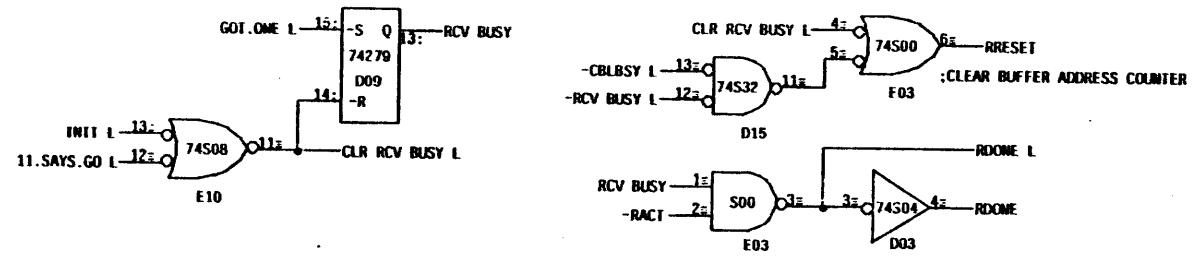 GOT.ONE L 15:
-S Q
13:
RCV BUSY
74279
D09
14:
-R
INIT L 13:
11.SAYS.GO L 12=
74S08
11=
CLR RCV BUSY L
E10
CLR RCV BUSY L 4=
74S00
5=
6=
RRESET
;CLEAR BUFFER ADDRESS COUNTER
E03
-CBLBSY L 13=
-RCV BUSY L 12=
74S32
11=
D15
RDONE L
RCV BUSY 1=
-RACT 2=
S00
3=
E03
3=
74S04
4=
RDONE
D03